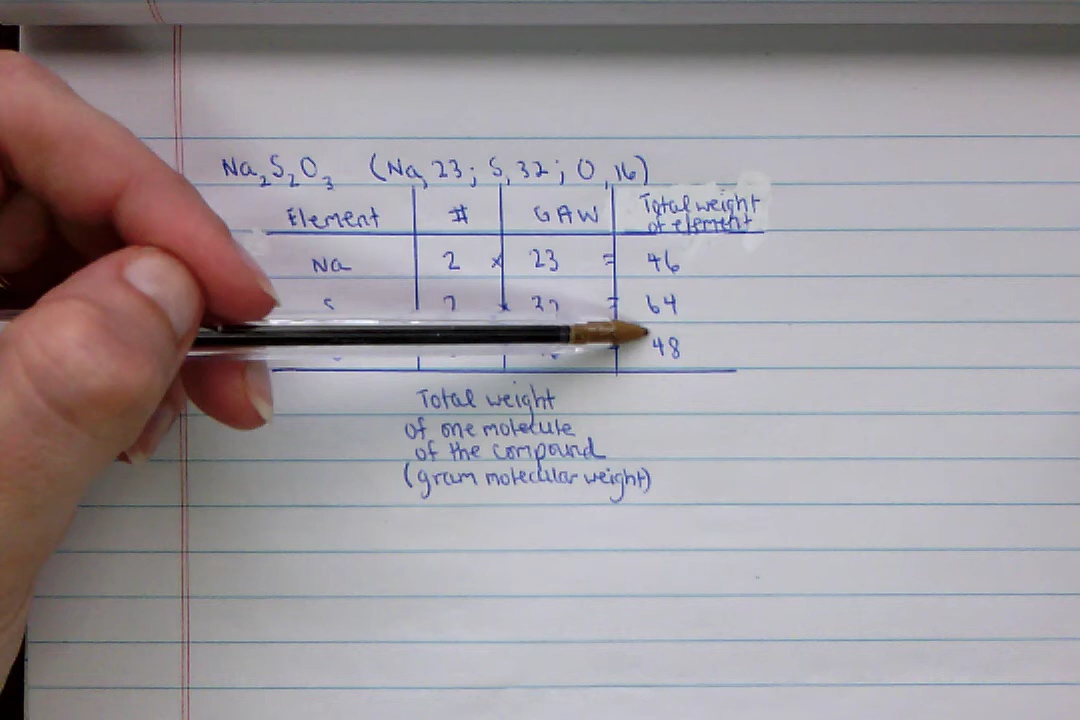 Na₂S₂O₃ (Na, 23; S, 32; O, 16)
Element # GAW Total weight of element
Na 2 x 23 = 46
x = 64
48
Total weight
of one molecule
of the compound
(gram molecular weight)